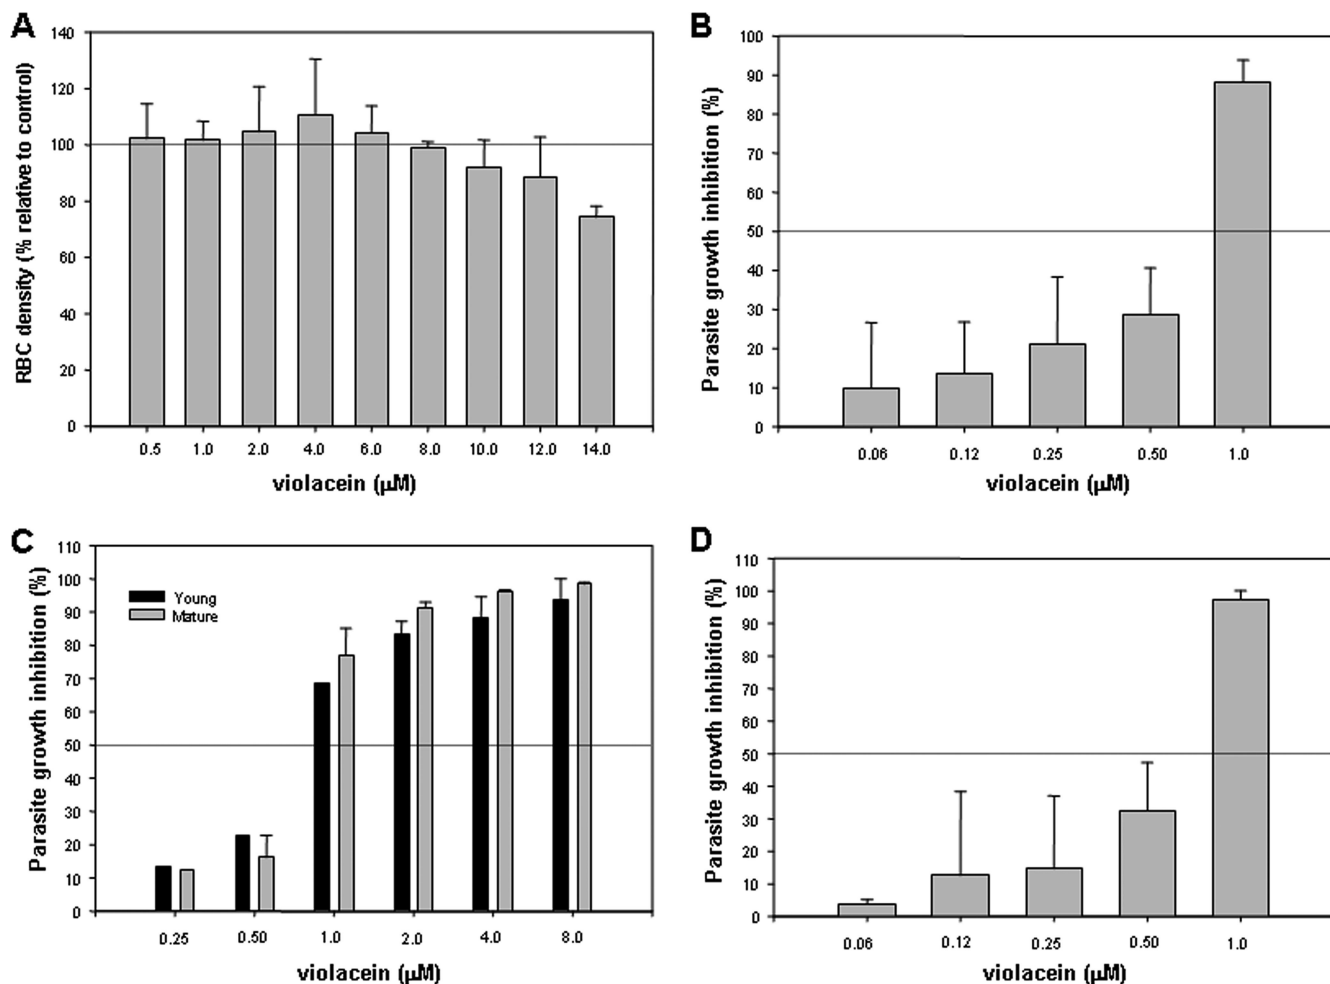 A
RBC density (% relative to control)
140
120
100
80
60
40
20
0
0.5 1.0 2.0 4.0 6.0 8.0 10.0 12.0 14.0
violacein (µM)
B
Parasite growth inhibition (%)
100
90
80
70
60
50
40
30
20
10
0
0.06 0.12 0.25 0.50 1.0
violacein (µM)
C
Parasite growth inhibition (%)
110
100
90
80
70
60
50
40
30
20
10
0
Young
Mature
0.25 0.50 1.0 2.0 4.0 8.0
violacein (µM)
D
Parasite growth inhibition (%)
110
100
90
80
70
60
50
40
30
20
10
0
0.06 0.12 0.25 0.50 1.0
violacein (µM)